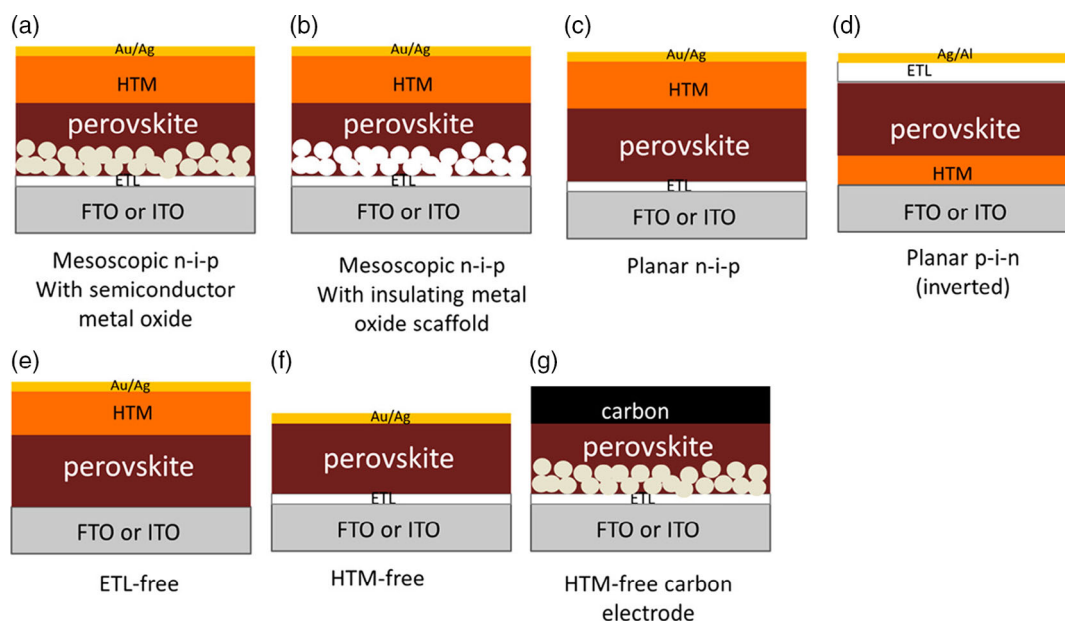 (a)
Au/Ag
HTM
perovskite
ETL
FTO or ITO
Mesoscopic n-i-p
With semiconductor
metal oxide
(b)
Au/Ag
HTM
perovskite
ETL
FTO or ITO
Mesoscopic n-i-p
With insulating metal
oxide scaffold
(c)
Au/Ag
HTM
perovskite
ETL
FTO or ITO
Planar n-i-p
(d)
Ag/Al
ETL
perovskite
HTM
FTO or ITO
Planar p-i-n
(inverted)
(e)
Au/Ag
HTM
perovskite
FTO or ITO
ETL-free
(f)
Au/Ag
perovskite
ETL
FTO or ITO
HTM-free
(g)
carbon
perovskite
ETL
FTO or ITO
HTM-free carbon
electrode